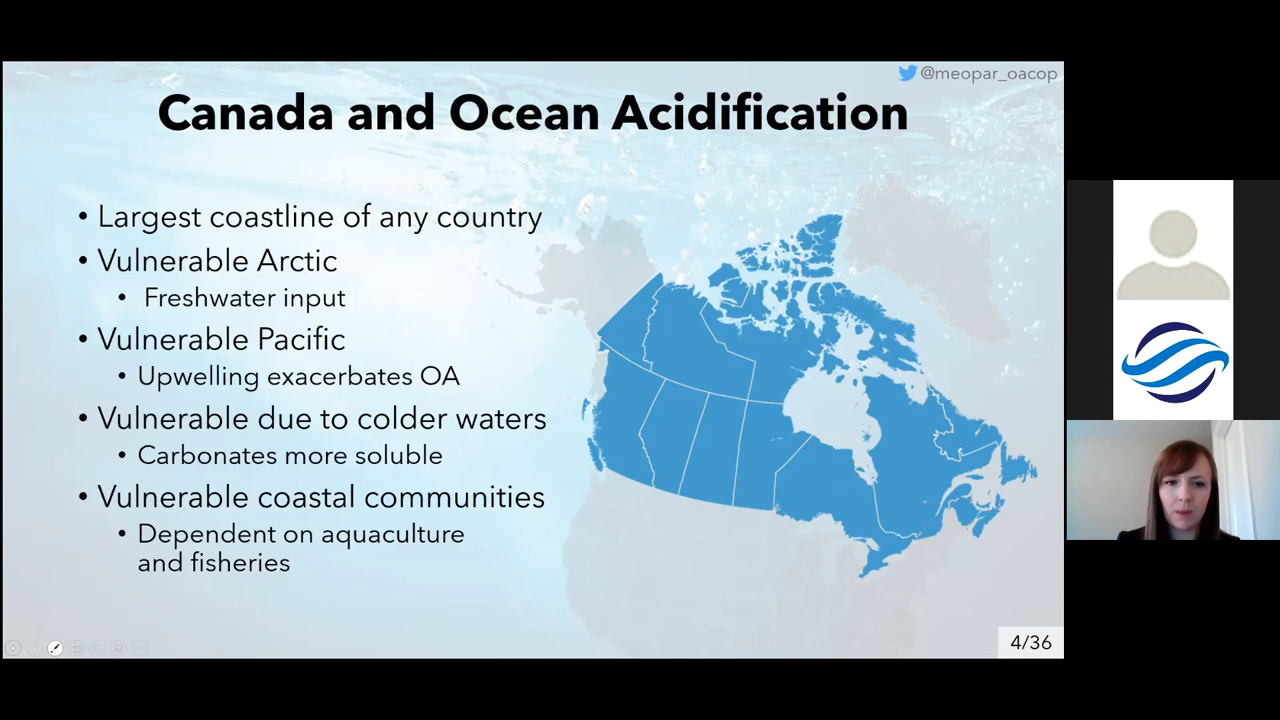 @meopar_oacop
Canada and Ocean Acidification
• Largest coastline of any country
• Vulnerable Arctic
• Freshwater input
• Vulnerable Pacific
• Upwelling exacerbates OA
• Vulnerable due to colder waters
• Carbonates more soluble
• Vulnerable coastal communities
• Dependent on aquaculture
and fisheries
4/36